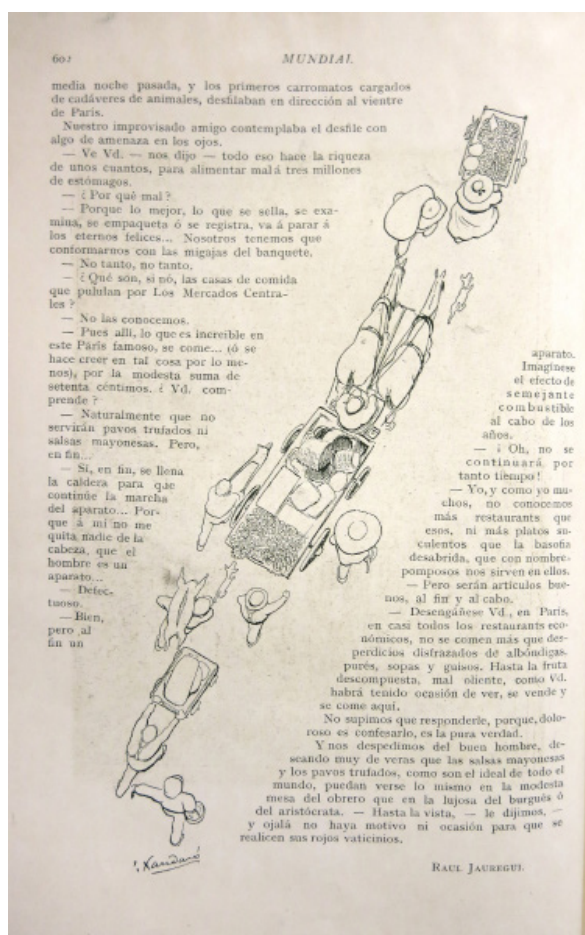 602
MUNDIAL
media noche pasada, y los primeros carromatos cargados
de cadáveres de animales, desfilaban en dirección al vientre
de París.
Nuestro improvisado amigo contemplaba el desfile con
algo de amenaza en los ojos.
— Ve Vd. — nos dijo — todo eso hace la riqueza
de unos cuantos, para alimentar mal á tres millones
de estómagos.
— ¿ Por qué mal ?
— Porque lo mejor, lo que se sella, se exa-
mina, se empaqueta ó se registra, va á parar á
los eternos felices... Nosotros tenemos que
conformarnos con las migajas del banquete.
— No tanto, no tanto.
— ¿ Qué són, si nó, las casas de comida
que pululan por Los Mercados Centra-
les ?
— No las conocemos.
— Pues allí, lo que es increíble en
este París famoso, se come... (ó se
hace creer en tal cosa por lo me-
nos), por la modesta suma de
setenta céntimos. ¿ Vd. com-
prende ?
— Naturalmente que no
servirán pavos trufados ni
salsas mayonesas. Pero,
en fin...
— Si, en fin, se llena
la caldera para que
continúe la marcha
del aparato... Por-
que á mi no me
quita nadie de la
cabeza, que el
hombre es un
aparato...
— Defec-
tuoso.
— Bien,
pero al
fin un
aparato.
Imagínese
el efecto de
semejante
combustible
al cabo de los
años.
— ¡ Oh, no se
continuará por
tanto tiempo !
— Yo, y como yo mu-
chos, no conocemos
más restaurants que
esos, ni más platos su-
culentos que la basofia
desabrida, que con nombre-
pomposos nos sirven en ellos.
— Pero serán artículos bue-
nos, al fin y al cabo.
— Desengáñese Vd., en París,
en casi todos los restaurants eco-
nómicos, no se comen más que des-
perdicios disfrazados de albóndigas,
purés, sopas y guisos. Hasta la fruta
descompuesta, mal oliente, como Vd.
habrá tenido ocasión de ver, se vende y
se come aquí.
No supimos que responderle, porque, dolo-
roso es confesarlo, es la pura verdad.
Y nos despedimos del buen hombre, de-
seando muy de veras que las salsas mayonesas
y los pavos trufados, como son el ideal de todo el
mundo, puedan verse lo mismo en la modesta
mesa del obrero que en la lujosa del burgués ó
del aristócrata. — Hasta la vista, — le dijimos, —
y ojalá no haya motivo ni ocasión para que se
realicen sus rojos vaticinios.
Xaudaró
RAUL JAUREGUI.